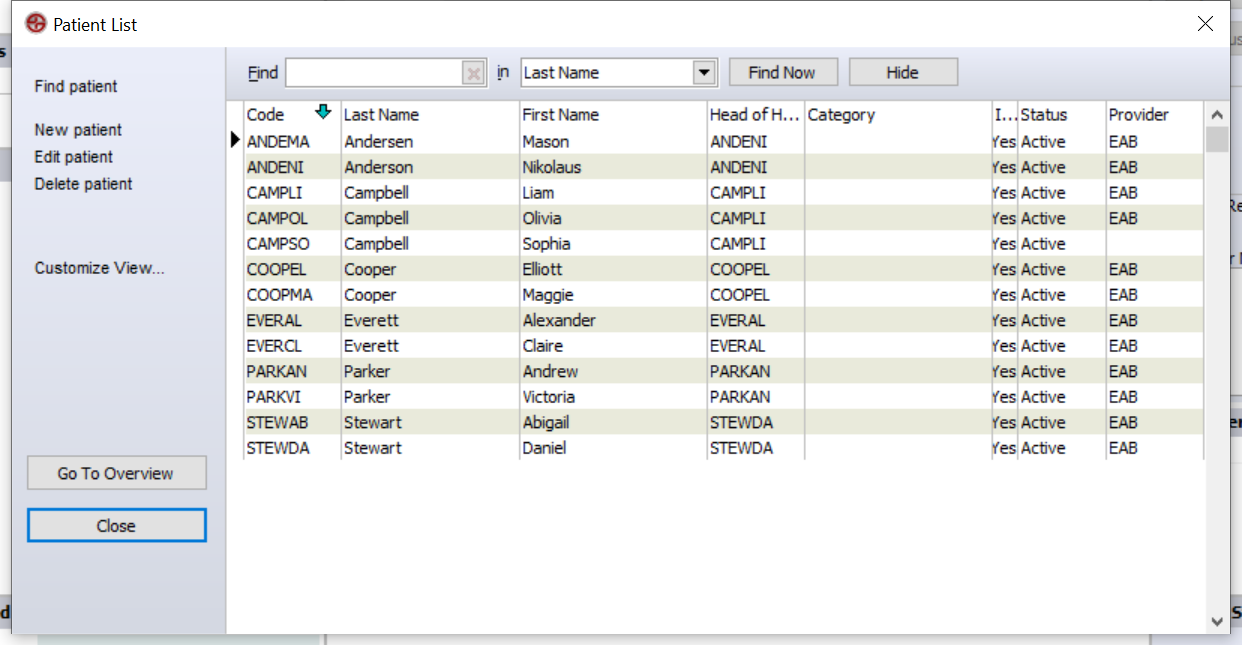 Patient List
Find patient
New patient
Edit patient
Delete patient
Customize View...
Go To Overview
Close
Find in Last Name Find Now Hide
Code Last Name First Name Head of H... Category I... Status Provider
ANDEMA Andersen Mason ANDENI Yes Active EAB
ANDENI Anderson Nikolaus ANDENI Yes Active EAB
CAMPLI Campbell Liam CAMPLI Yes Active EAB
CAMPOL Campbell Olivia CAMPLI Yes Active EAB
CAMPSO Campbell Sophia CAMPLI Yes Active
COOPEL Cooper Elliott COOPEL Yes Active EAB
COOPMA Cooper Maggie COOPEL Yes Active EAB
EVERAL Everett Alexander EVERAL Yes Active EAB
EVERCL Everett Claire EVERAL Yes Active EAB
PARKAN Parker Andrew PARKAN Yes Active EAB
PARKVI Parker Victoria PARKAN Yes Active EAB
STEWAB Stewart Abigail STEWDA Yes Active EAB
STEWDA Stewart Daniel STEWDA Yes Active EAB